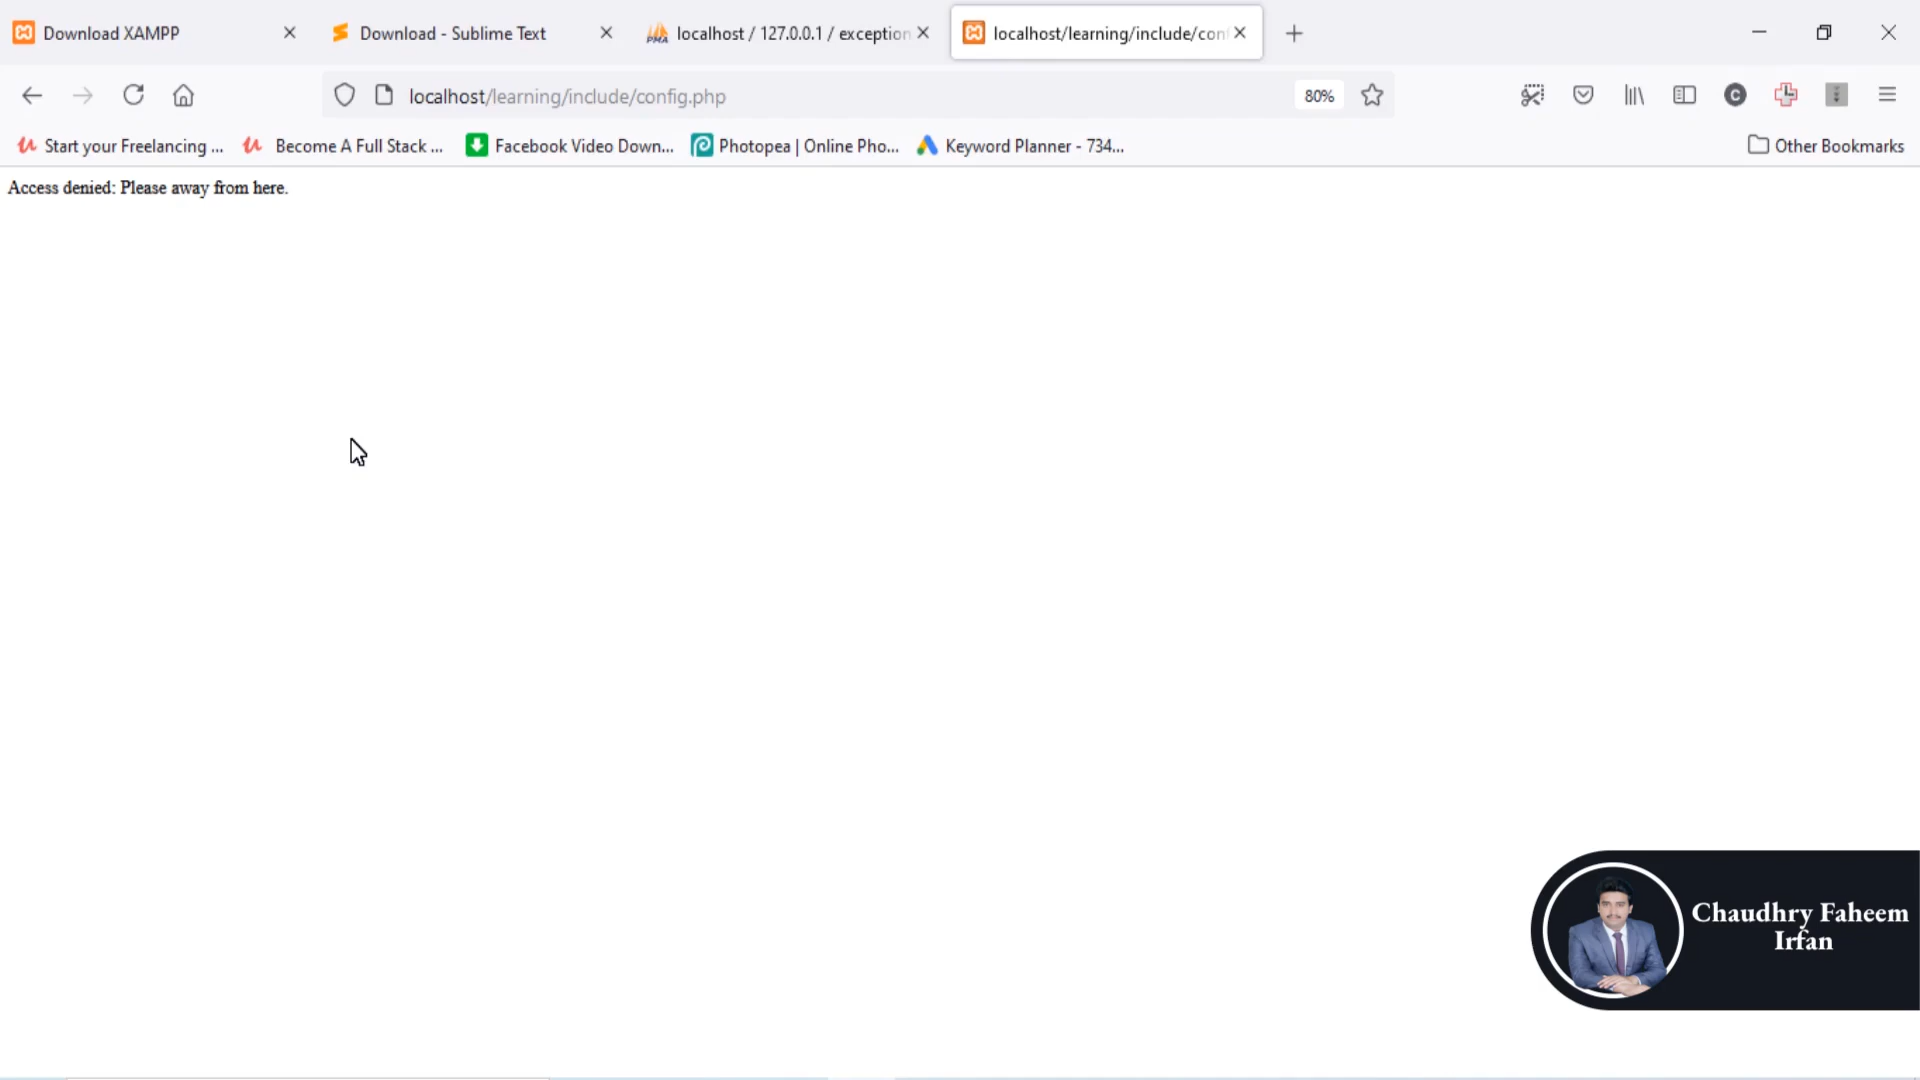 Download XAMPP
Download - Sublime Text
PMA
localhost / 127.0.0.1 / exception
localhost/learning/include/con
localhost/learning/include/config.php
80%
C
Start your Freelancing ...
Become A Full Stack ...
Facebook Video Down...
Photopea | Online Pho...
Keyword Planner - 734...
Other Bookmarks
Access denied: Please away from here.
Chaudhry Faheem
Irfan